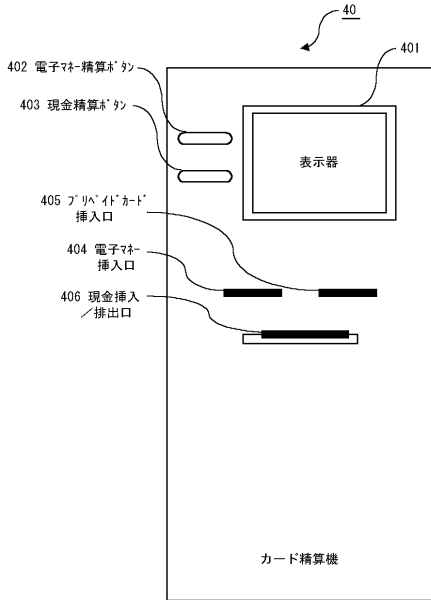 40
401
402 電子ﾏﾈｰ精算ﾎﾞﾀﾝ
403 現金精算ﾎﾞﾀﾝ
表示器
405 ﾌﾟﾘﾍﾟｲﾄﾞｶｰﾄﾞ
挿入口
404 電子ﾏﾈｰ
挿入口
406 現金挿入
／排出口
カード精算機